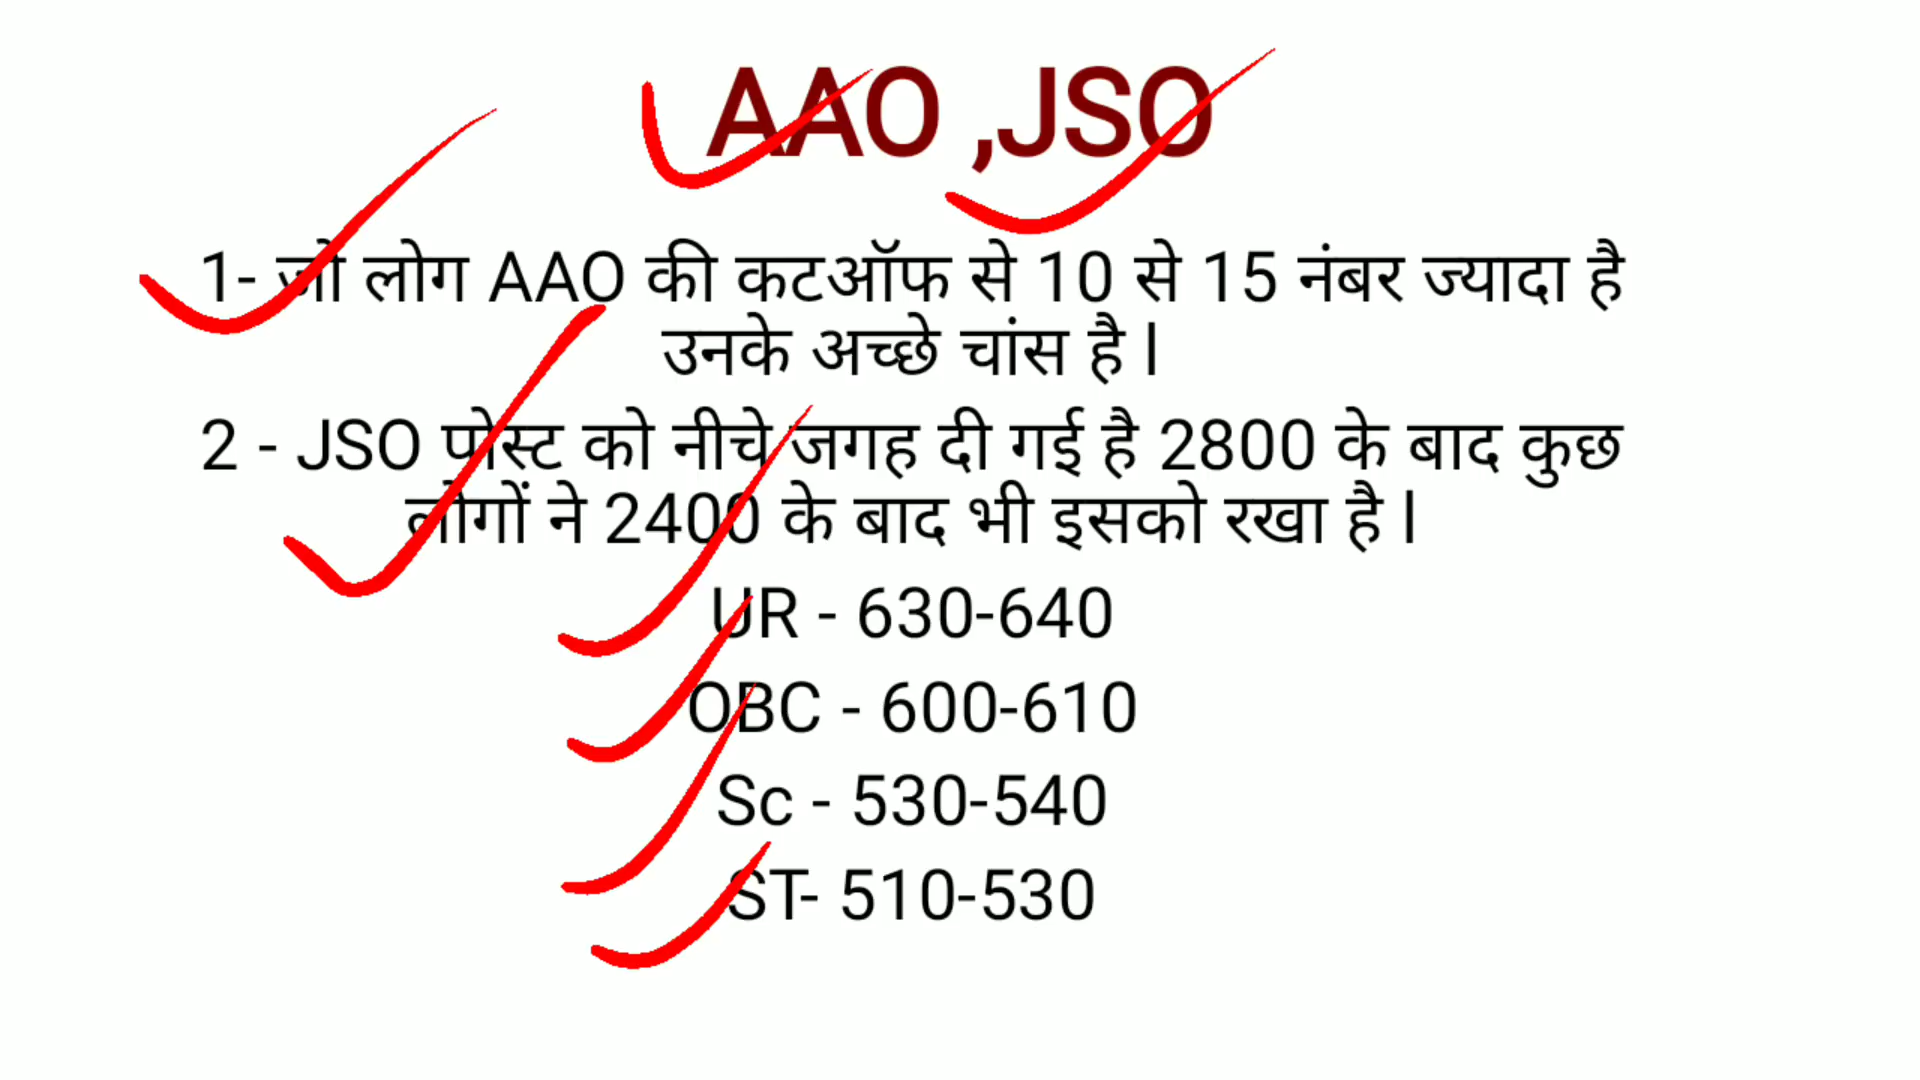 AAO ,JSO
1- जो लोग AAO की कटऑफ से 10 से 15 नंबर ज्यादा है
उनके अच्छे चांस है l
2 - JSO पोस्ट को नीचे जगह दी गई है 2800 के बाद कुछ
लोगों ने 2400 के बाद भी इसको रखा है l
UR - 630-640
OBC - 600-610
Sc - 530-540
ST- 510-530